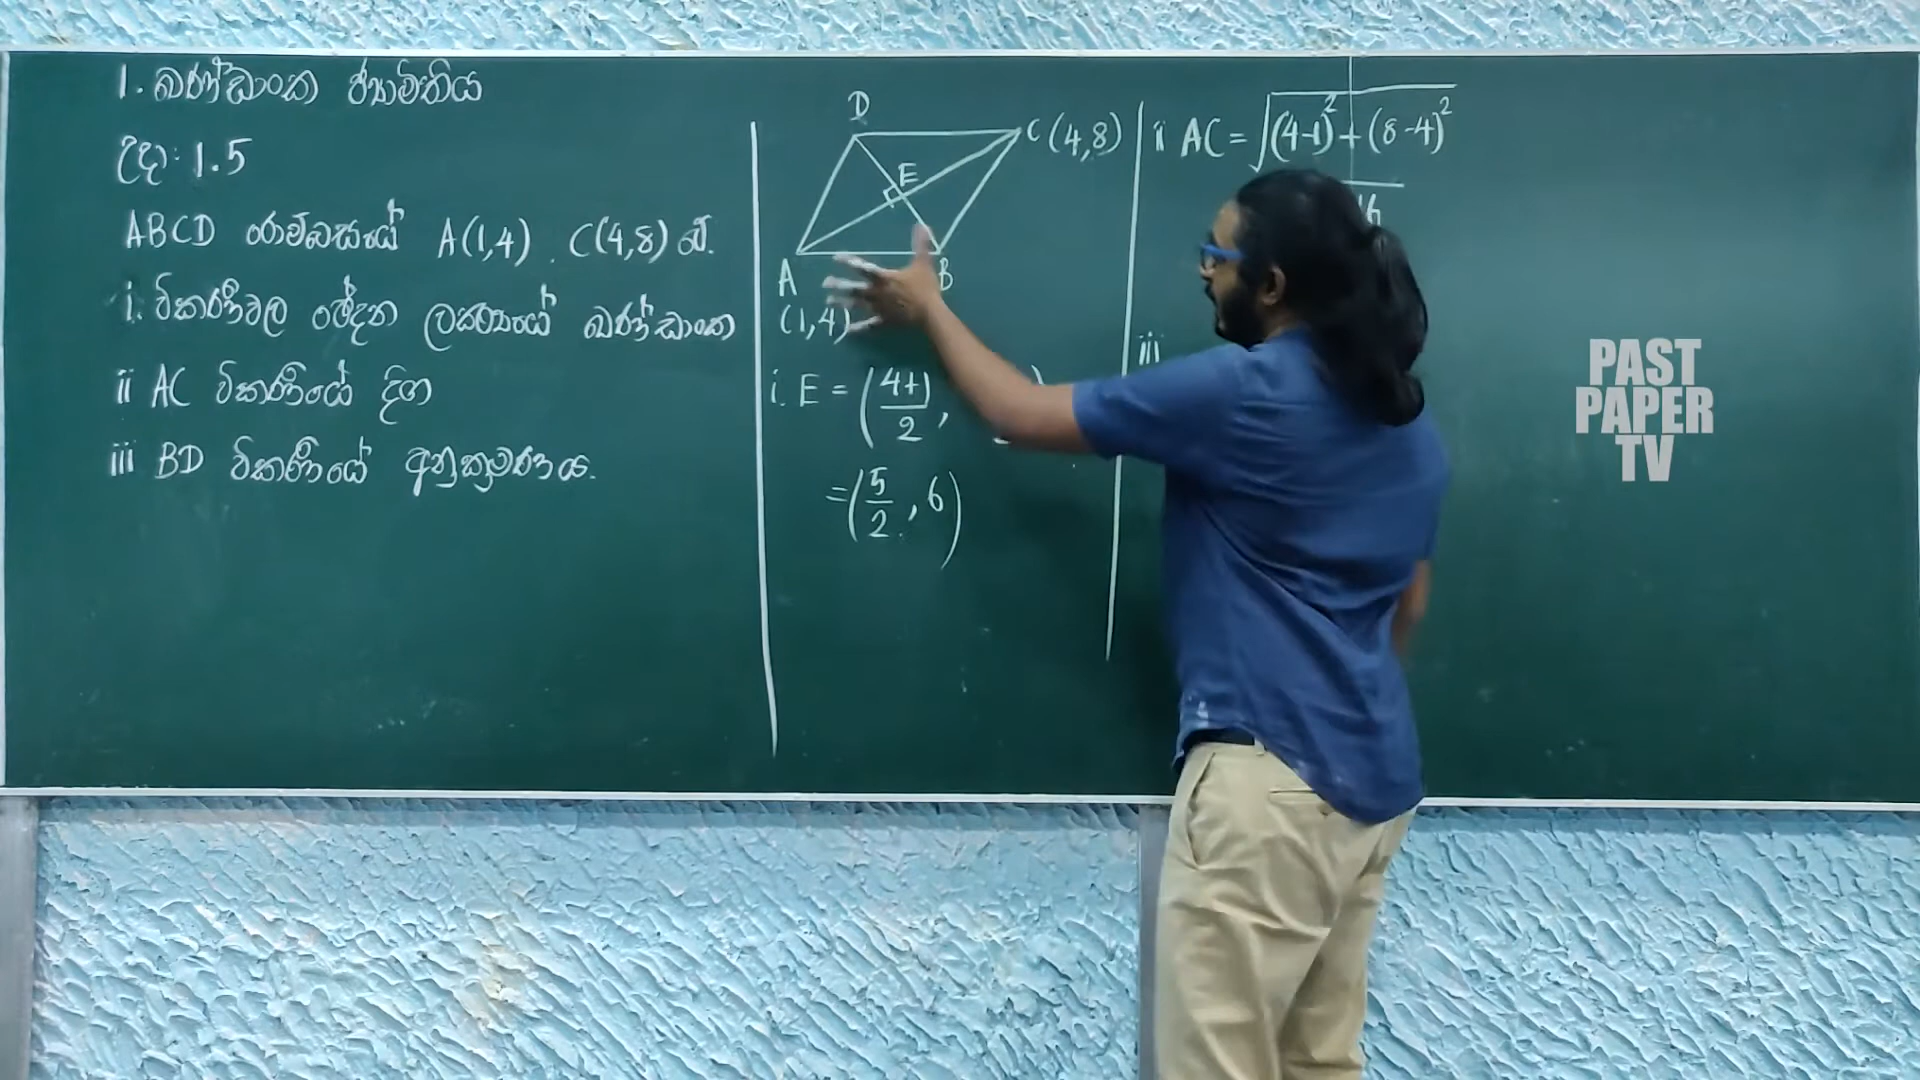 1. ඛණ්ඩාංක ජ්‍යාමිතිය
උදා: 1.5
ABCD රොම්බසයේ A(1,4) . C(4,8) වේ.
i. විකර්ණවල ඡේදන ලක්ෂ්‍යයේ ඛණ්ඩාංක
ii AC විකර්ණයේ දිග
iii BD විකර්ණයේ අනුක්‍රමණය.
D
C (4,8)
E
A
B
(1,4)
i. E = (4+1/2,
= (5/2, 6)
ii AC = √(4-1)² + (8-4)²
16
iii
PAST
PAPER
TV